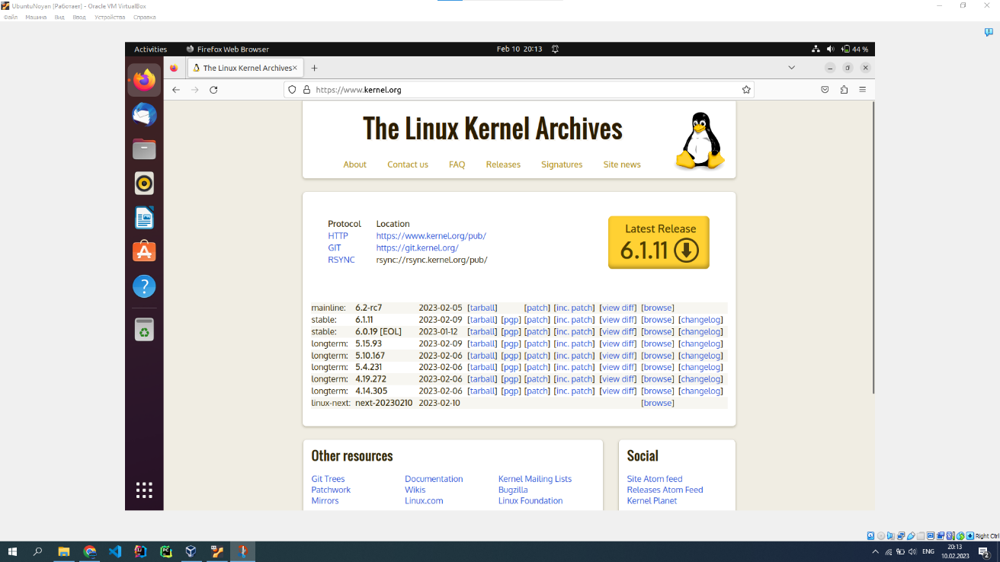 UbuntuNoyan [Работает] - Oracle VM VirtualBox
Файл Машина Вид Ввод Устройства Справка
Activities Firefox Web Browser Feb 10 20:13 44 %
The Linux Kernel Archives
https://www.kernel.org
The Linux Kernel Archives
About Contact us FAQ Releases Signatures Site news
Protocol Location
HTTP https://www.kernel.org/pub/
GIT https://git.kernel.org/
RSYNC rsync://rsync.kernel.org/pub/
Latest Release
6.1.11
mainline: 6.2-rc7 2023-02-05 [tarball] [patch] [inc. patch] [view diff] [browse]
stable: 6.1.11 2023-02-09 [tarball] [pgp] [patch] [inc. patch] [view diff] [browse] [changelog]
stable: 6.0.19 [EOL] 2023-01-12 [tarball] [pgp] [patch] [inc. patch] [view diff] [browse] [changelog]
longterm: 5.15.93 2023-02-09 [tarball] [pgp] [patch] [inc. patch] [view diff] [browse] [changelog]
longterm: 5.10.167 2023-02-06 [tarball] [pgp] [patch] [inc. patch] [view diff] [browse] [changelog]
longterm: 5.4.231 2023-02-06 [tarball] [pgp] [patch] [inc. patch] [view diff] [browse] [changelog]
longterm: 4.19.272 2023-02-06 [tarball] [pgp] [patch] [inc. patch] [view diff] [browse] [changelog]
longterm: 4.14.305 2023-02-06 [tarball] [pgp] [patch] [inc. patch] [view diff] [browse] [changelog]
linux-next: next-20230210 2023-02-10 [browse]
Other resources
Git Trees Documentation Kernel Mailing Lists
Patchwork Wikis Bugzilla
Mirrors Linux.com Linux Foundation
Social
Site Atom feed
Releases Atom Feed
Kernel Planet
Right Ctrl
ENG
20:13
10.02.2023
2